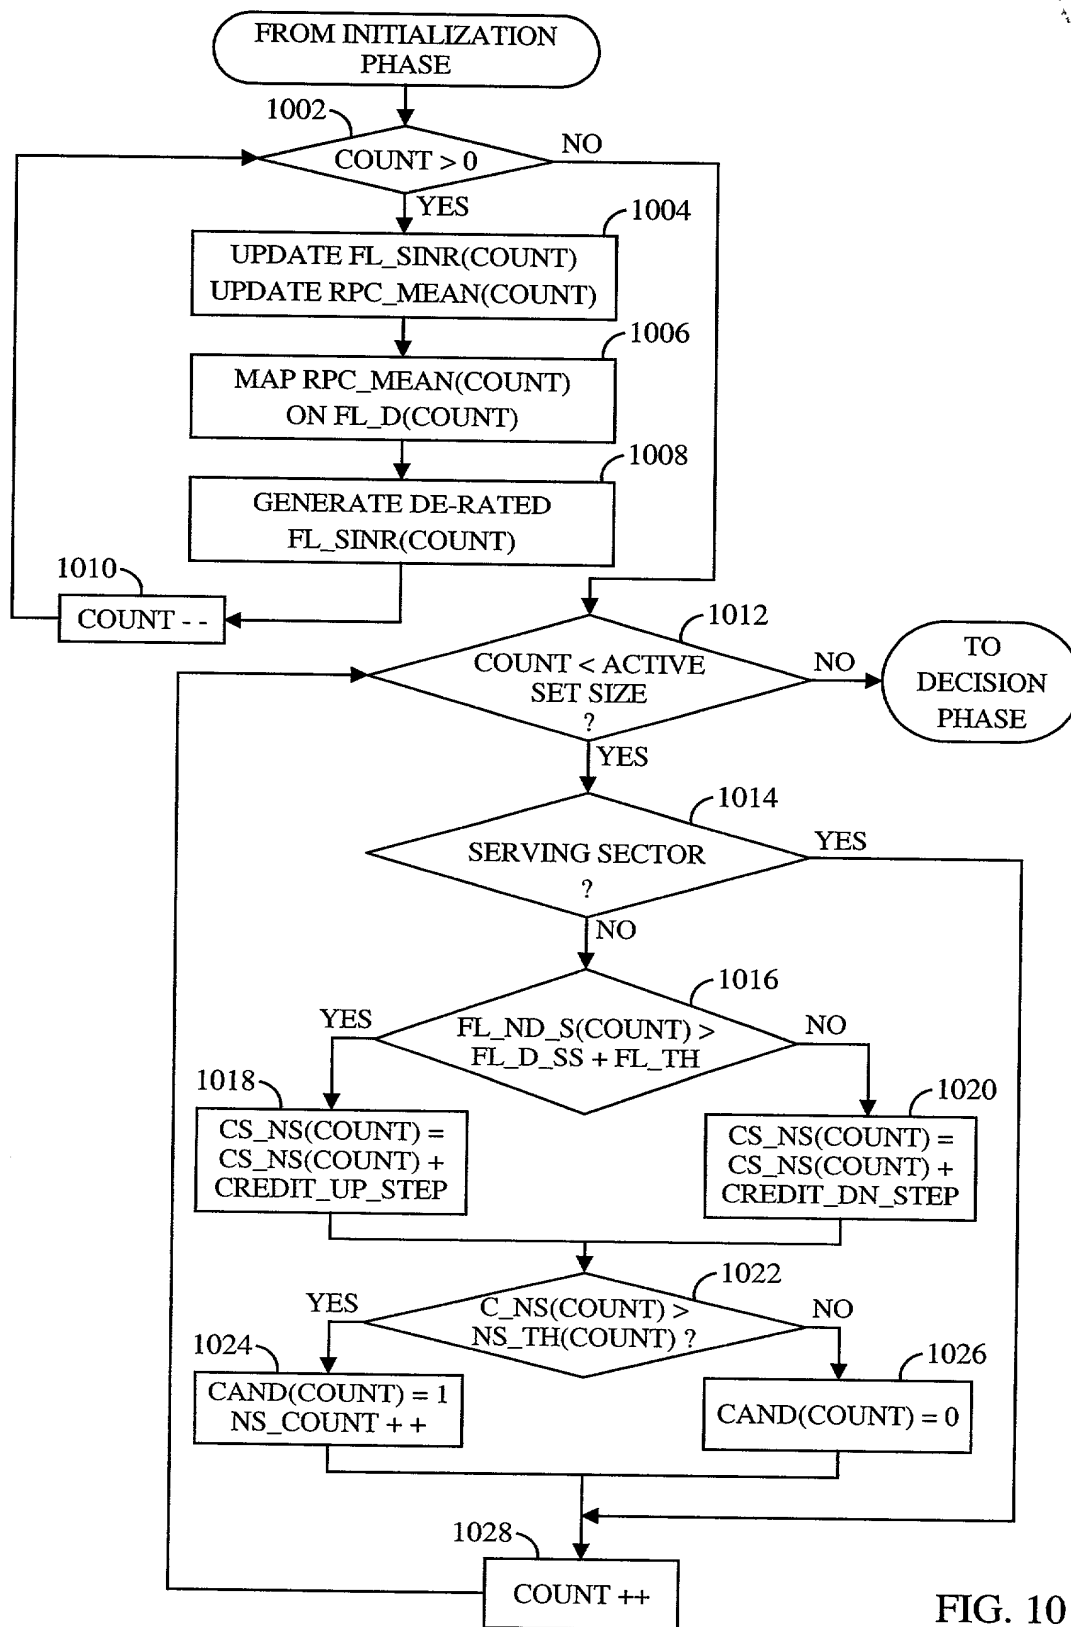 FROM INITIALIZATION
PHASE
1002
COUNT > 0
NO
YES
1004
UPDATE FL_SINR(COUNT)
UPDATE RPC_MEAN(COUNT)
1006
MAP RPC_MEAN(COUNT)
ON FL_D(COUNT)
1008
GENERATE DE-RATED
FL_SINR(COUNT)
1010
COUNT - -
1012
COUNT < ACTIVE
SET SIZE
?
NO
TO
DECISION
PHASE
YES
1014
SERVING SECTOR
?
YES
NO
1016
FL_ND_S(COUNT) >
FL_D_SS + FL_TH
YES
NO
1018
CS_NS(COUNT) =
CS_NS(COUNT) +
CREDIT_UP_STEP
1020
CS_NS(COUNT) =
CS_NS(COUNT) +
CREDIT_DN_STEP
1022
C_NS(COUNT) >
NS_TH(COUNT) ?
YES
NO
1024
CAND(COUNT) = 1
NS_COUNT + +
1026
CAND(COUNT) = 0
1028
COUNT ++
FIG. 10